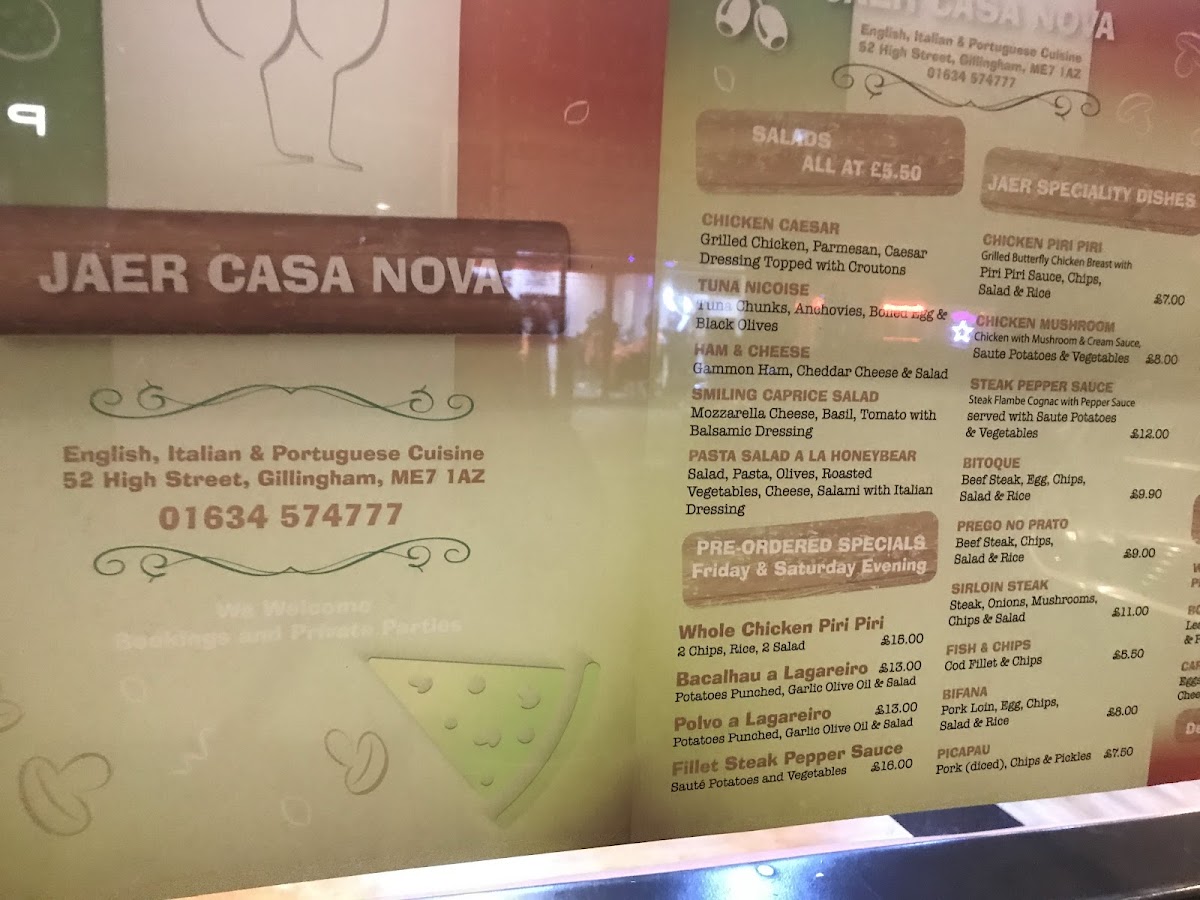 JAER CASA NOVA
English, Italian & Portuguese Cuisine
52 High Street, Gillingham, ME7 1AZ
01634 574777
We Welcome
Bookings and Private Parties
JAER CASA NOVA
English, Italian & Portuguese Cuisine
52 High Street, Gillingham, ME7 1AZ
01634 574777
SALADS
ALL AT £5.50
CHICKEN CAESAR
Grilled Chicken, Parmesan, Caesar
Dressing Topped with Croutons
TUNA NICOISE
Tuna Chunks, Anchovies, Boiled Egg &
Black Olives
HAM & CHEESE
Gammon Ham, Cheddar Cheese & Salad
SMILING CAPRICE SALAD
Mozzarella Cheese, Basil, Tomato with
Balsamic Dressing
PASTA SALAD A LA HONEYBEAR
Salad, Pasta, Olives, Roasted
Vegetables, Cheese, Salami with Italian
Dressing
PRE-ORDERED SPECIALS
Friday & Saturday Evening
Whole Chicken Piri Piri
2 Chips, Rice, 2 Salad £15.00
Bacalhau a Lagareiro £13.00
Potatoes Punched, Garlic Olive Oil & Salad
Polvo a Lagareiro £13.00
Potatoes Punched, Garlic Olive Oil & Salad
Fillet Steak Pepper Sauce
Sauté Potatoes and Vegetables £16.00
JAER SPECIALITY DISHES
CHICKEN PIRI PIRI
Grilled Butterfly Chicken Breast with
Piri Piri Sauce, Chips,
Salad & Rice £7.00
CHICKEN MUSHROOM
Chicken with Mushroom & Cream Sauce,
Saute Potatoes & Vegetables £8.00
STEAK PEPPER SAUCE
Steak Flambe Cognac with Pepper Sauce
served with Saute Potatoes
& Vegetables £12.00
BITOQUE
Beef Steak, Egg, Chips,
Salad & Rice £9.90
PREGO NO PRATO
Beef Steak, Chips,
Salad & Rice £9.00
SIRLOIN STEAK
Steak, Onions, Mushrooms,
Chips & Salad £11.00
FISH & CHIPS
Cod Fillet & Chips £5.50
BIFANA
Pork Loin, Egg, Chips,
Salad & Rice £8.00
PICAPAU
Pork (diced), Chips & Pickles £7.50